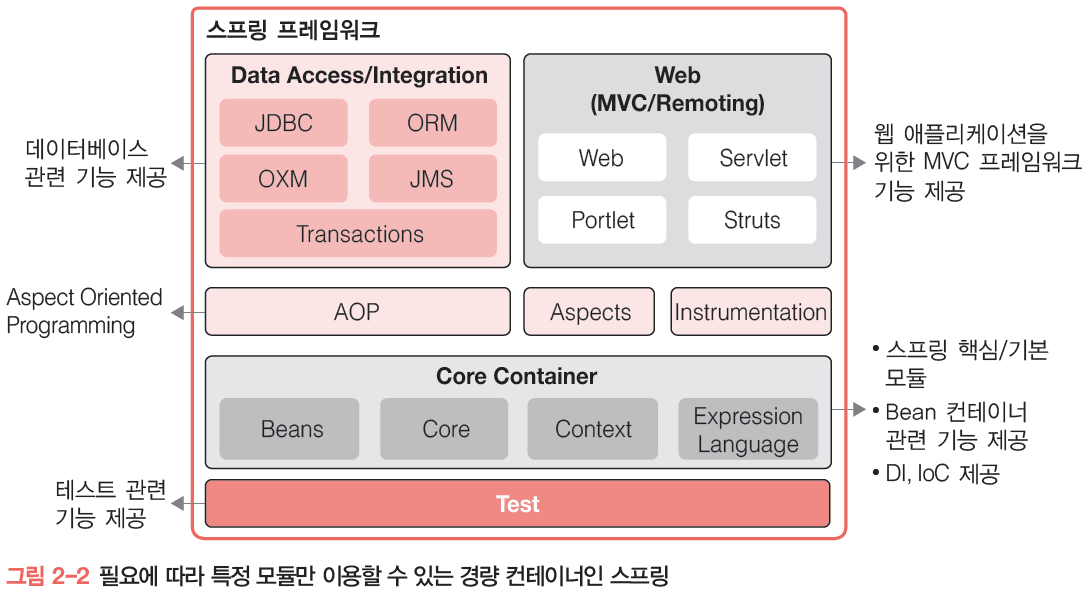 스프링 프레임워크
Data Access/Integration
JDBC
ORM
OXM
JMS
Transactions
Web
(MVC/Remoting)
Web
Servlet
Portlet
Struts
데이터베이스
관련 기능 제공
웹 애플리케이션을
위한 MVC 프레임워크
기능 제공
Aspect Oriented
Programming
AOP
Aspects
Instrumentation
Core Container
Beans
Core
Context
Expression
Language
• 스프링 핵심/기본
모듈
• Bean 컨테이너
관련 기능 제공
• DI, IoC 제공
테스트 관련
기능 제공
Test
그림 2-2 필요에 따라 특정 모듈만 이용할 수 있는 경량 컨테이너인 스프링